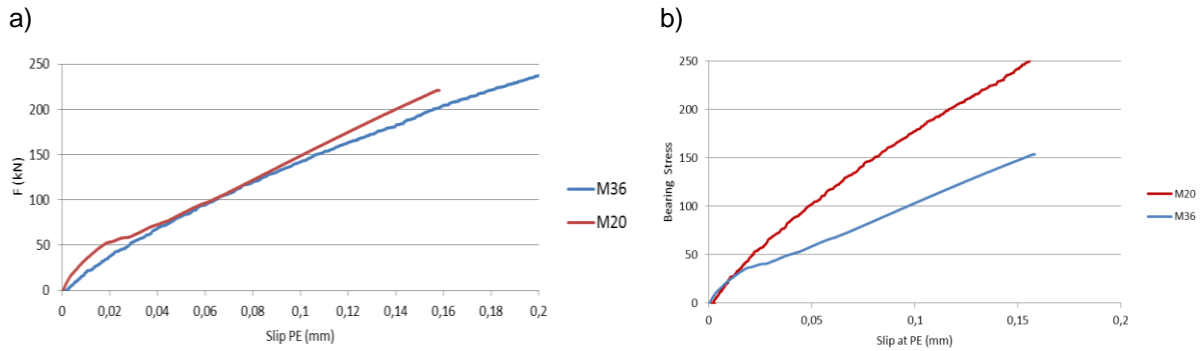 a)
250
200
150
100
50
0
F (kN)
0 0,02 0,04 0,06 0,08 0,1 0,12 0,14 0,16 0,18 0,2
Slip PE (mm)
M36
M20
b)
250
200
150
100
50
0
Bearing Stress
0 0,05 0,1 0,15 0,2
Slip at PE (mm)
M20
M36